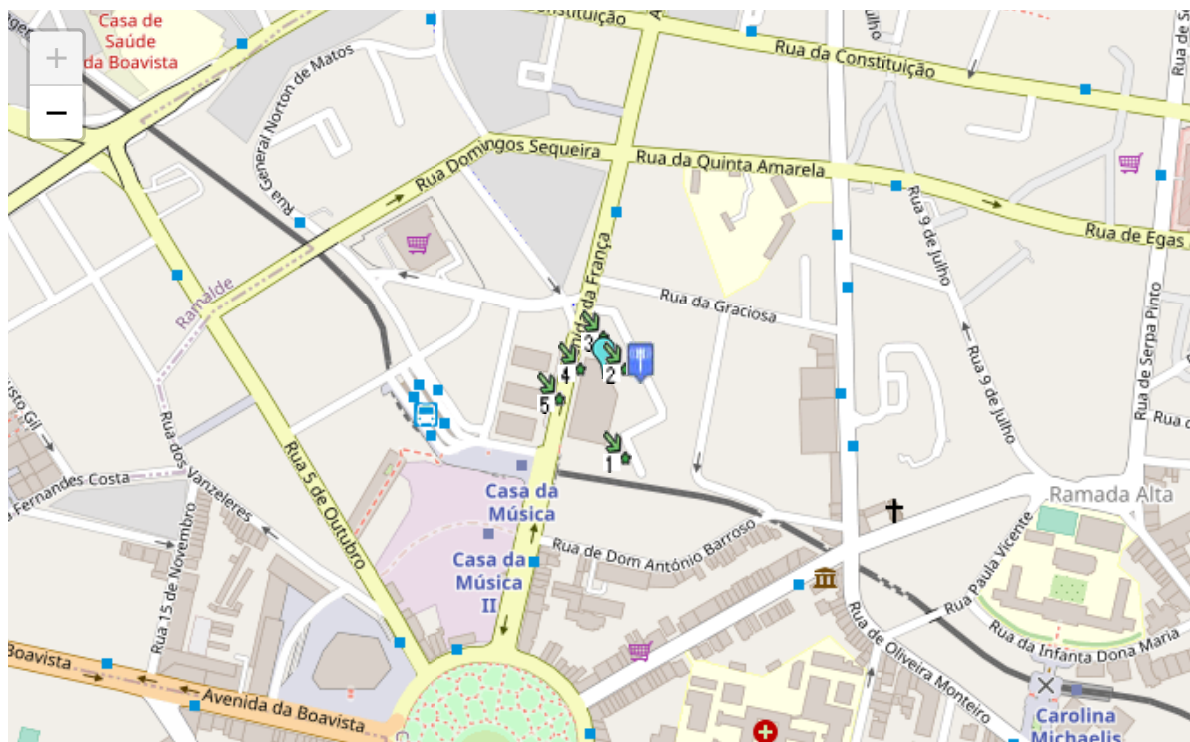 Casa de
Saúde
da Boavista
+
−
Constituição
Rua da Constituição
Julho
Rua General Norton de Matos
Rua Domingos Sequeira
Rua da Quinta Amarela
Rua 9 de Julho
Rua de Egas
Ramalde
Rua da Graciosa
da França
Rua de Serpa Pinto
Rua 9 de Julho
3
4
2
5
1
Rua d
Rua dos Vanzeleres
Rua 5 de Outubro
Fernandes Costa
Rua 15 de Novembro
Casa da
Música
Casa da
Música
II
Rua de Dom António Barroso
Ramada Alta
Rua Paula Vicente
Rua da Infanta Dona Maria
Rua de Oliveira Monteiro
Boavista
Avenida da Boavista
Carolina
Michaelis